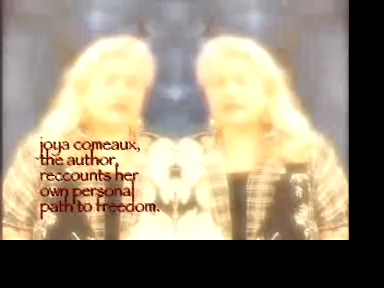 joya comeaux,
the author,
reccounts her
own personal
path to freedom.